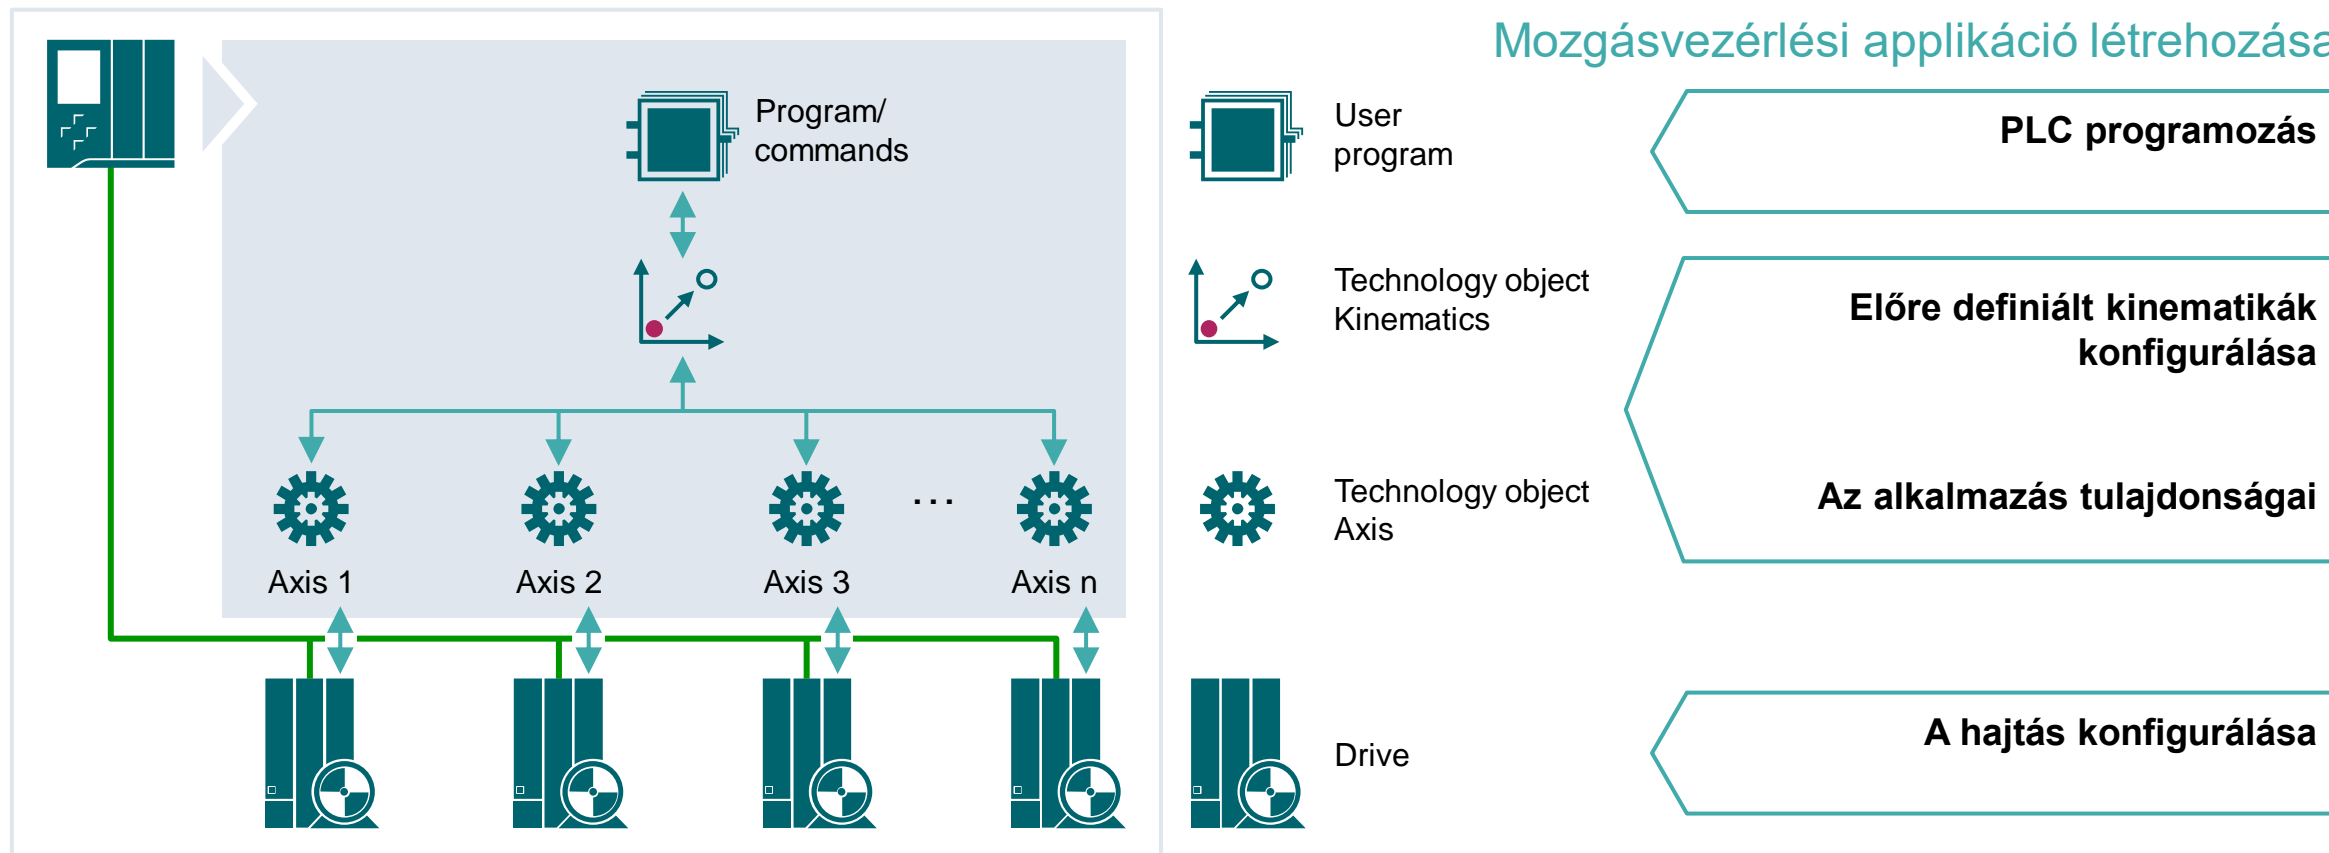 Mozgásvezérlési applikáció létrehozása
Program/
commands
User
program
PLC programozás
Technology object
Kinematics
Előre definiált kinematikák
konfigurálása
...
Technology object
Axis
Az alkalmazás tulajdonságai
Axis 1
Axis 2
Axis 3
Axis n
Drive
A hajtás konfigurálása